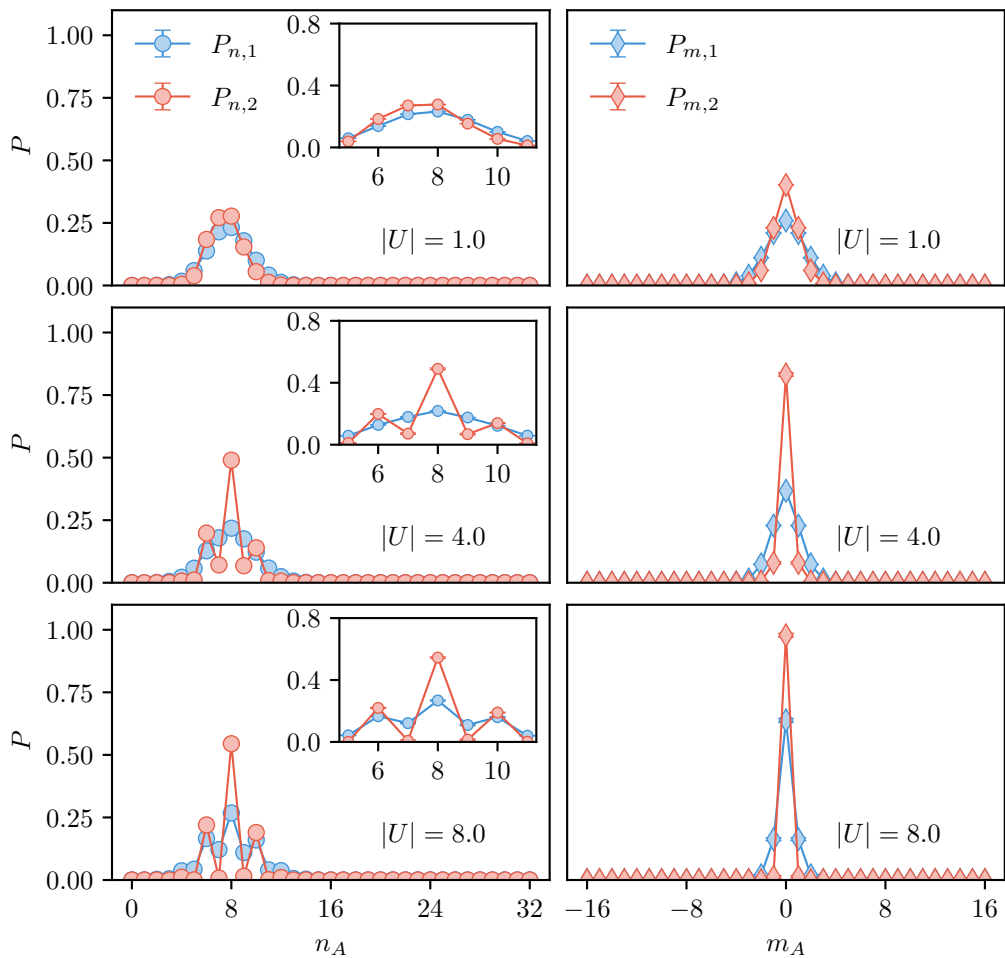 1.00
0.75
0.50
0.25
0.00
P
P_{n,1}
P_{n,2}
0.8
0.4
0.0
6 8 10
|U| = 1.0
P_{m,1}
P_{m,2}
|U| = 1.0
1.00
0.75
0.50
0.25
0.00
P
0.8
0.4
0.0
6 8 10
|U| = 4.0
|U| = 4.0
1.00
0.75
0.50
0.25
0.00
P
0.8
0.4
0.0
6 8 10
|U| = 8.0
|U| = 8.0
0 8 16 24 32
n_A
−16 −8 0 8 16
m_A